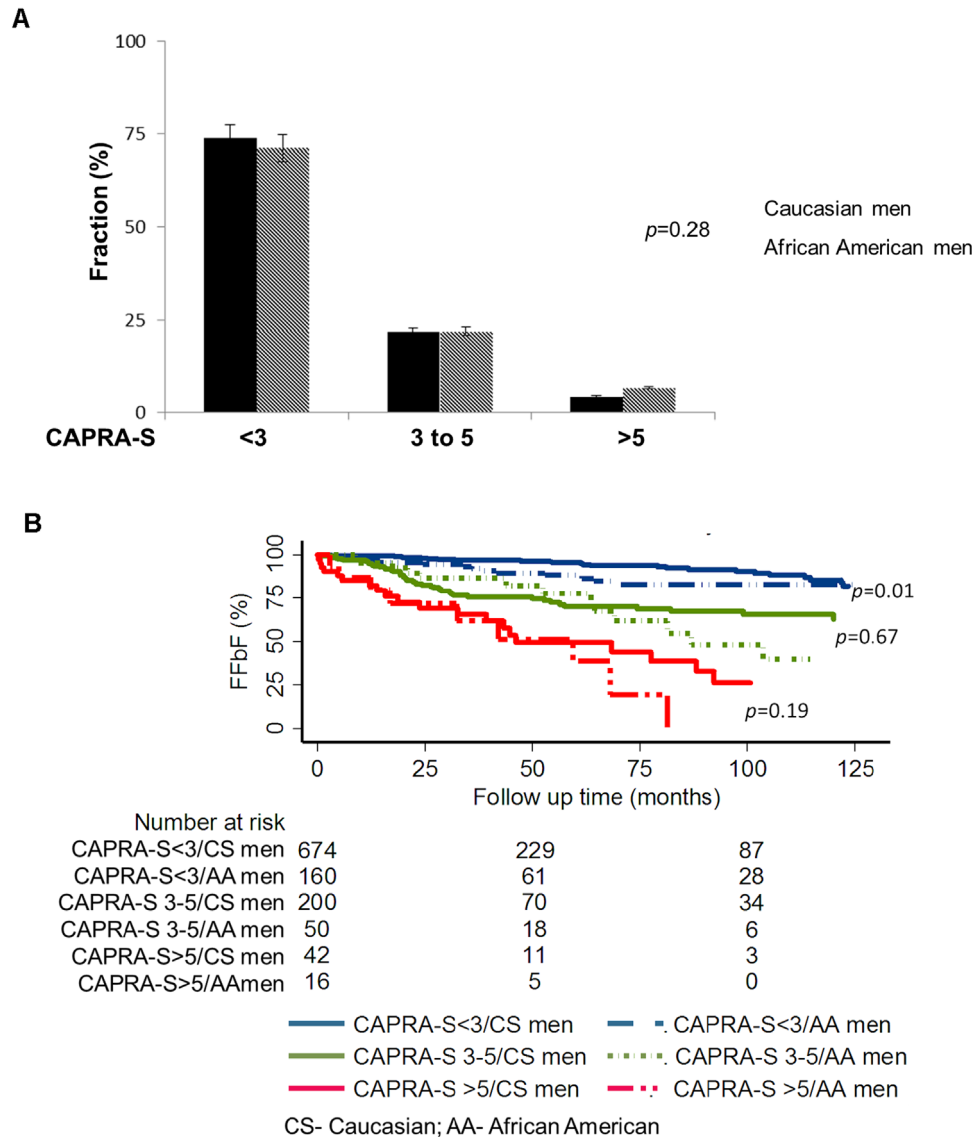 A
100
75
50
25
0
Fraction (%)
p=0.28
Caucasian men
African American men
CAPRA-S <3 3 to 5 >5
B
100
75
50
25
0
FFbF (%)
p=0.01
p=0.67
p=0.19
0 25 50 75 100 125
Follow up time (months)
Number at risk
CAPRA-S<3/CS men 674 229 87
CAPRA-S<3/AA men 160 61 28
CAPRA-S 3-5/CS men 200 70 34
CAPRA-S 3-5/AA men 50 18 6
CAPRA-S>5/CS men 42 11 3
CAPRA-S>5/AAmen 16 5 0
CAPRA-S<3/CS men CAPRA-S<3/AA men
CAPRA-S 3-5/CS men CAPRA-S 3-5/AA men
CAPRA-S >5/CS men CAPRA-S >5/AA men
CS- Caucasian; AA- African American